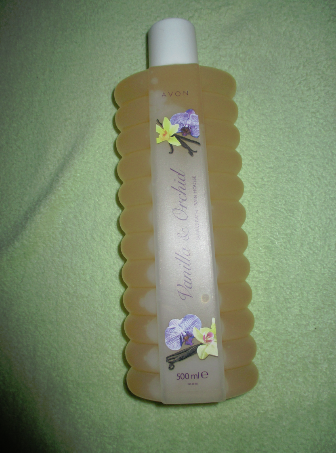 AVON
Vanilla & Orchid
500 ml e